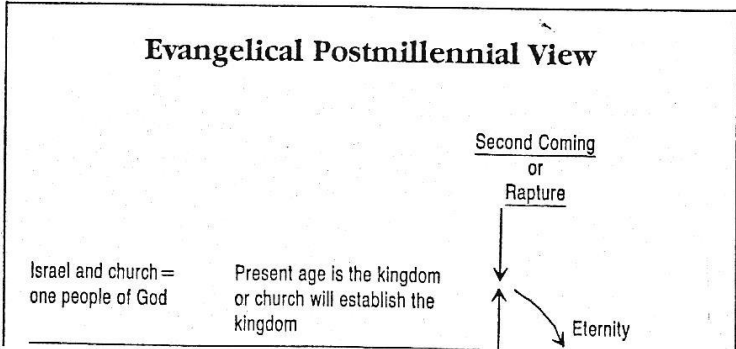 Evangelical Postmillennial View
Second Coming
or
Rapture
Israel and church=
one people of God
Present age is the kingdom
or church will establish the
kingdom
Eternity